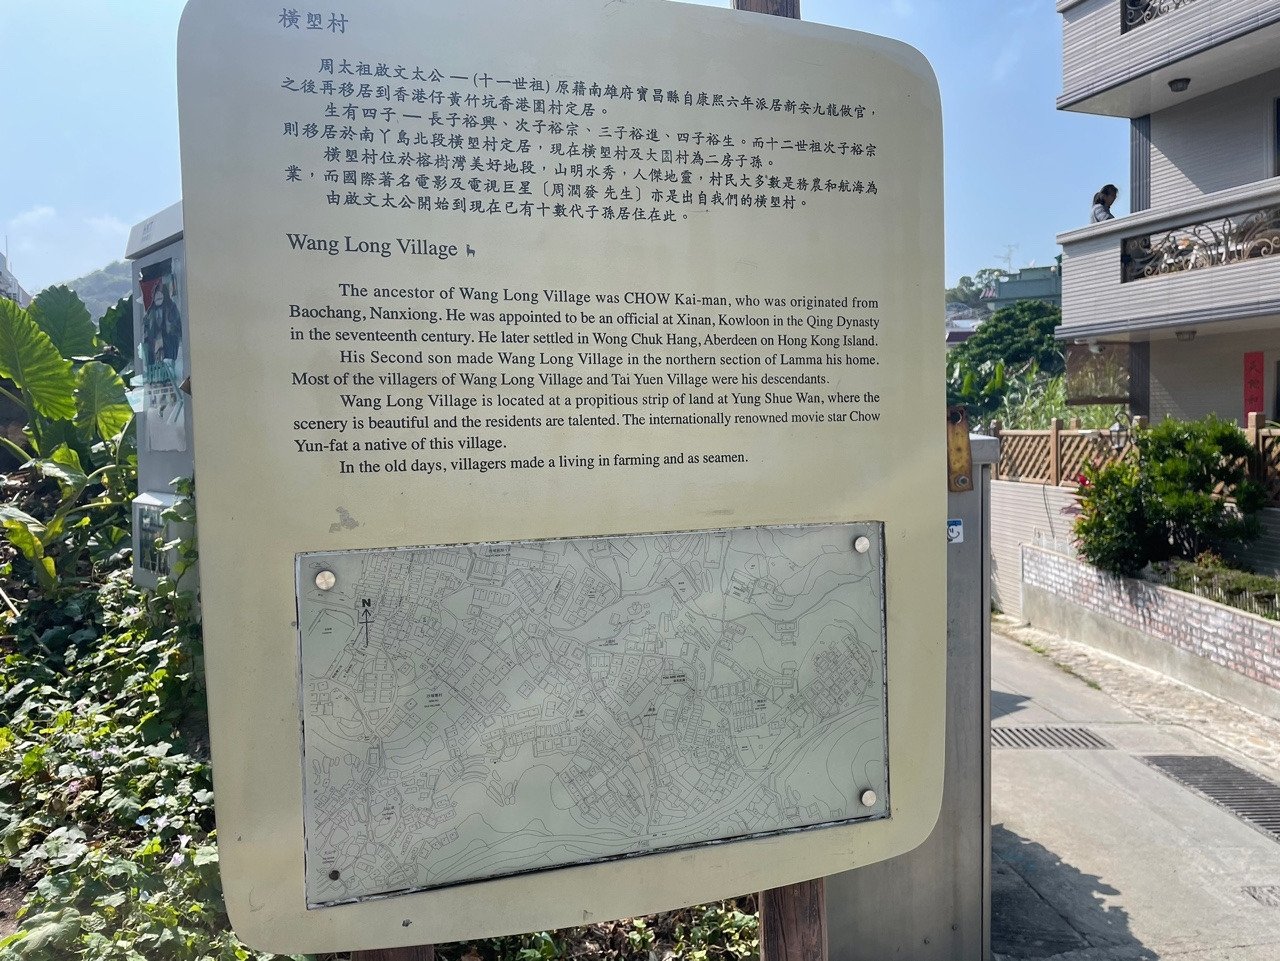 橫塱村
周太祖啟文太公 — (十一世祖) 原籍南雄府寶昌縣自康熙六年派居新安九龍做官，
之後再移居到香港仔黃竹坑香港圍村定居。
生有四子 — 長子裕興、次子裕宗、三子裕進、四子裕生。而十二世祖次子裕宗
則移居於南丫島北段橫塱村定居，現在橫塱村及大園村為二房子孫。
橫塱村位於榕樹灣美好地段，山明水秀，人傑地靈，村民大多數是務農和航海為
業，而國際著名電影及電視巨星〔周潤發先生〕亦是出自我們的橫塱村。
由啟文太公開始到現在已有十數代子孫居住在此。
Wang Long Village
The ancestor of Wang Long Village was CHOW Kai-man, who was originated from
Baochang, Nanxiong. He was appointed to be an official at Xinan, Kowloon in the Qing Dynasty
in the seventeenth century. He later settled in Wong Chuk Hang, Aberdeen on Hong Kong Island.
His Second son made Wang Long Village in the northern section of Lamma his home.
Most of the villagers of Wang Long Village and Tai Yuen Village were his descendants.
Wang Long Village is located at a propitious strip of land at Yung Shue Wan, where the
scenery is beautiful and the residents are talented. The internationally renowned movie star Chow
Yun-fat a native of this village.
In the old days, villagers made a living in farming and as seamen.
N